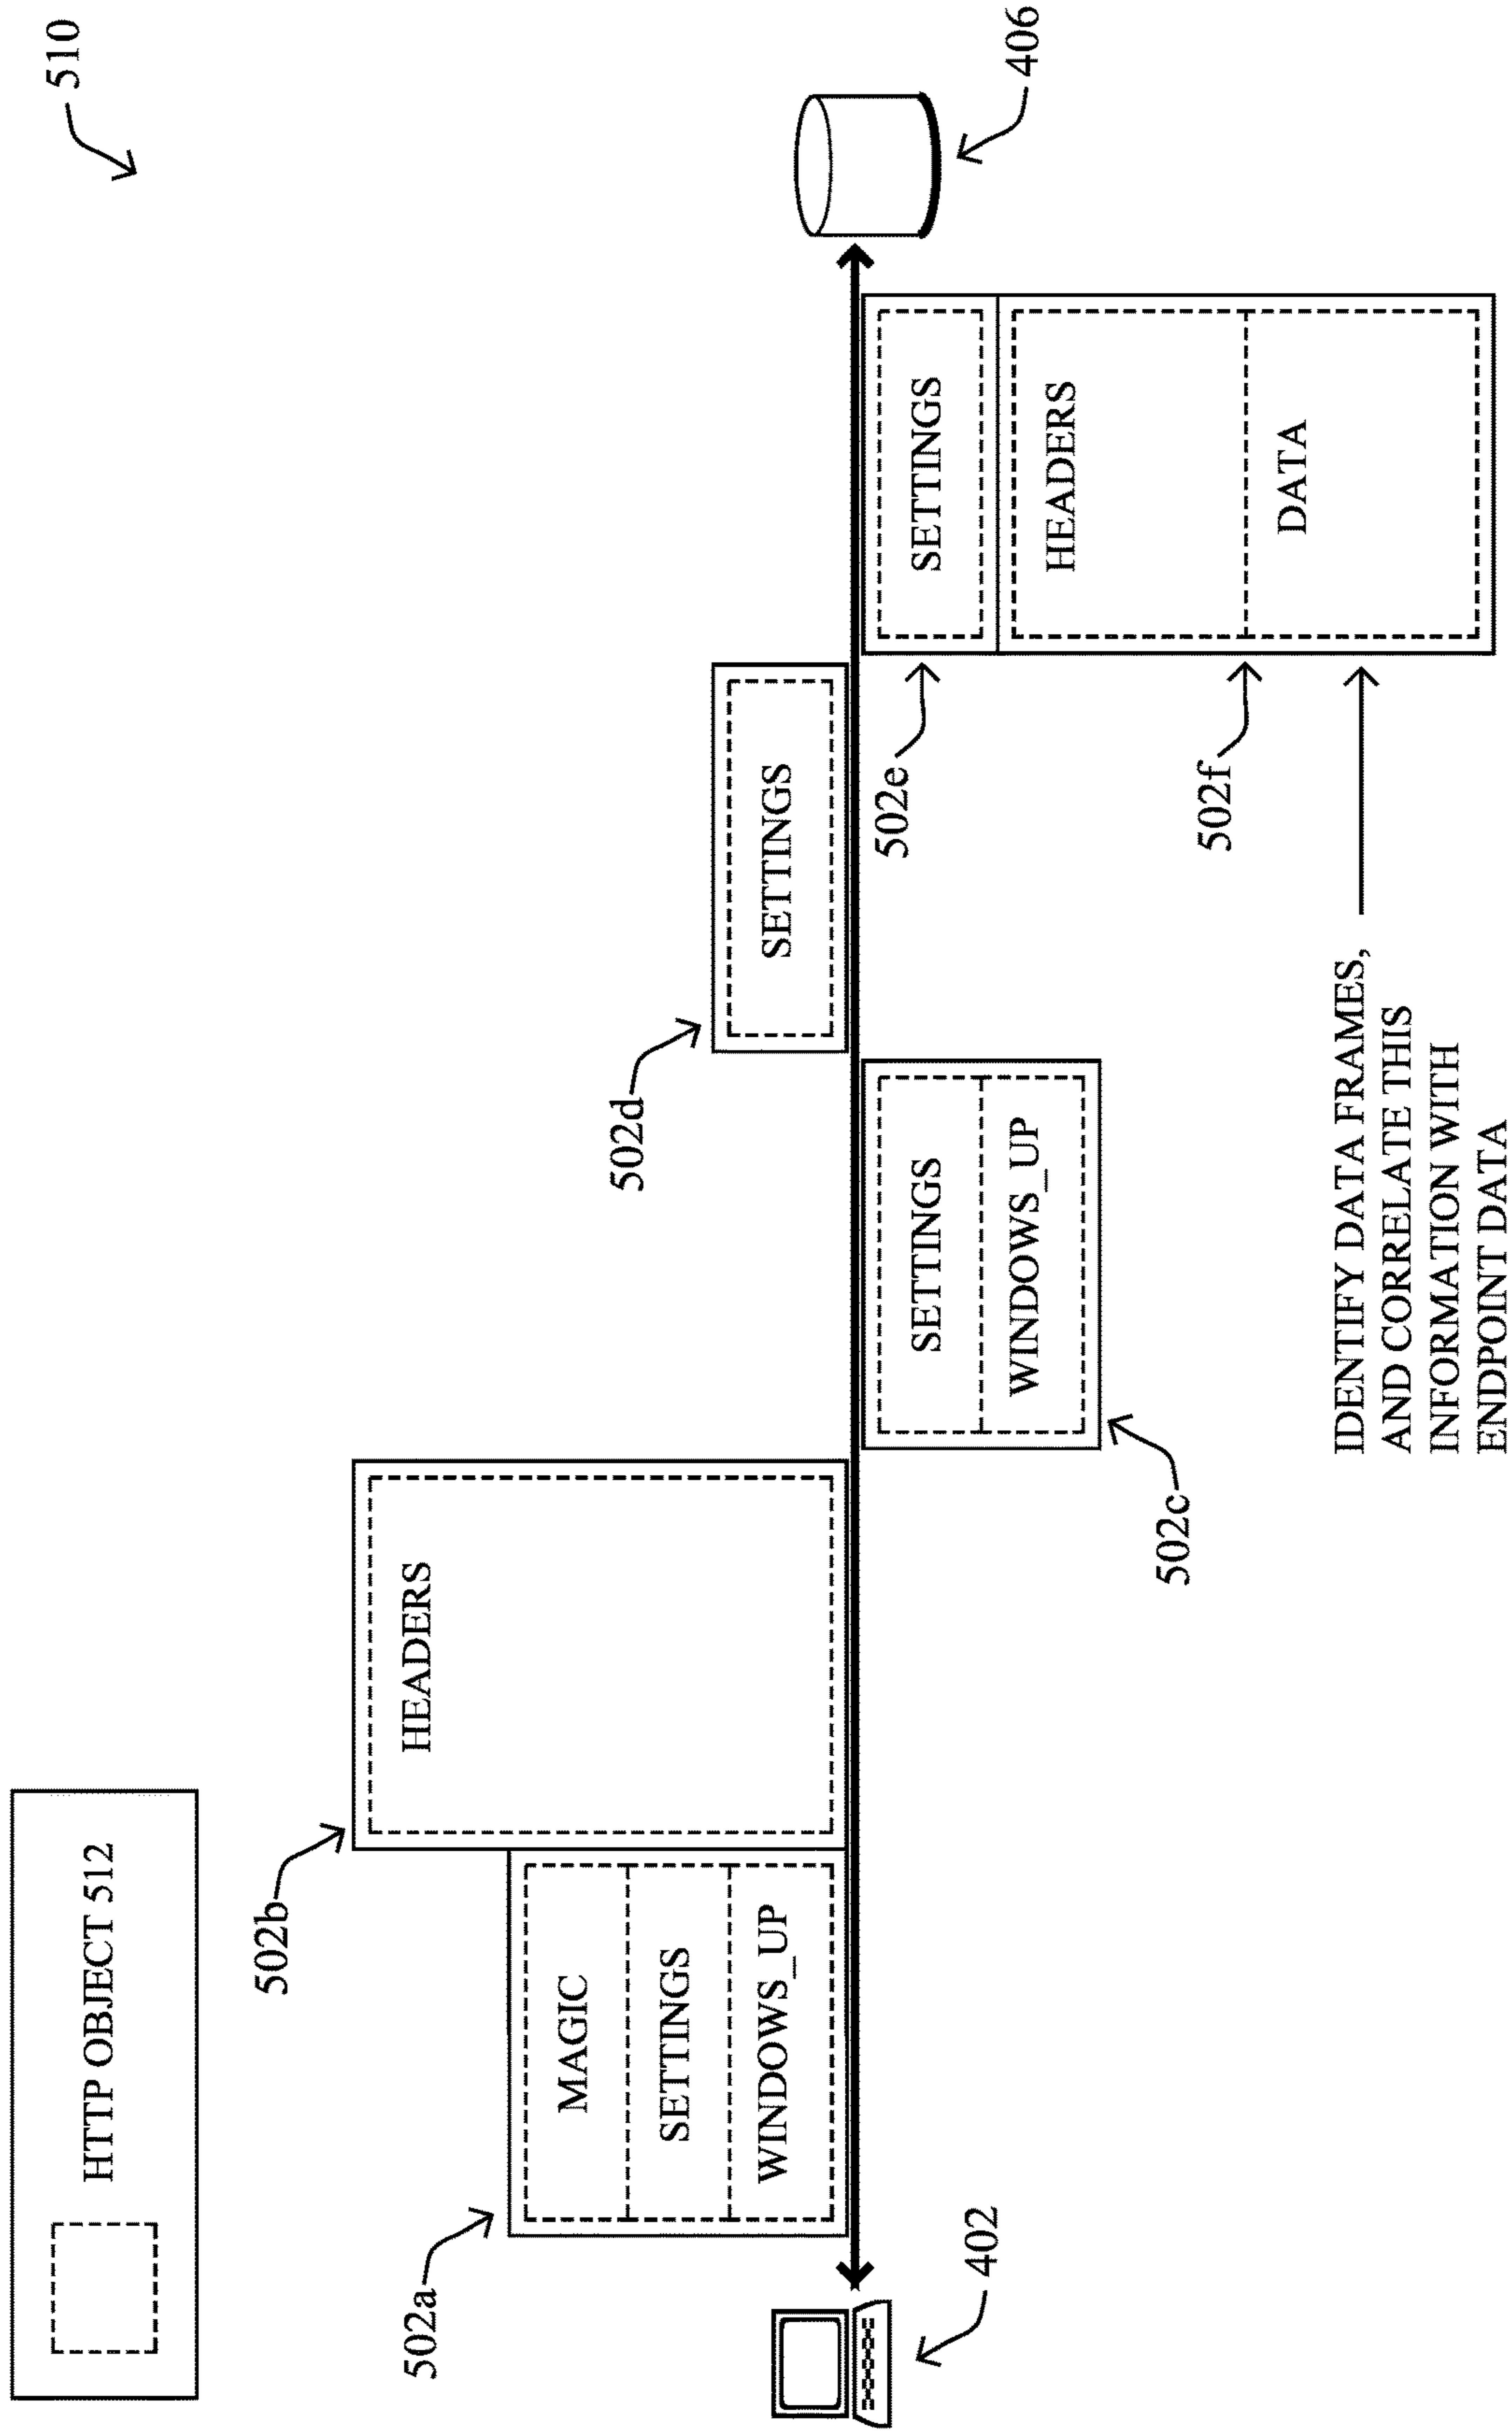 510
HTTP OBJECT 512
502b
HEADERS
502a
MAGIC
SETTINGS
WINDOWS_UP
502d
SETTINGS
402
406
SETTINGS
WINDOWS_UP
502c
502e
SETTINGS
502f
HEADERS
DATA
IDENTIFY DATA FRAMES,
AND CORRELATE THIS
INFORMATION WITH
ENDPOINT DATA